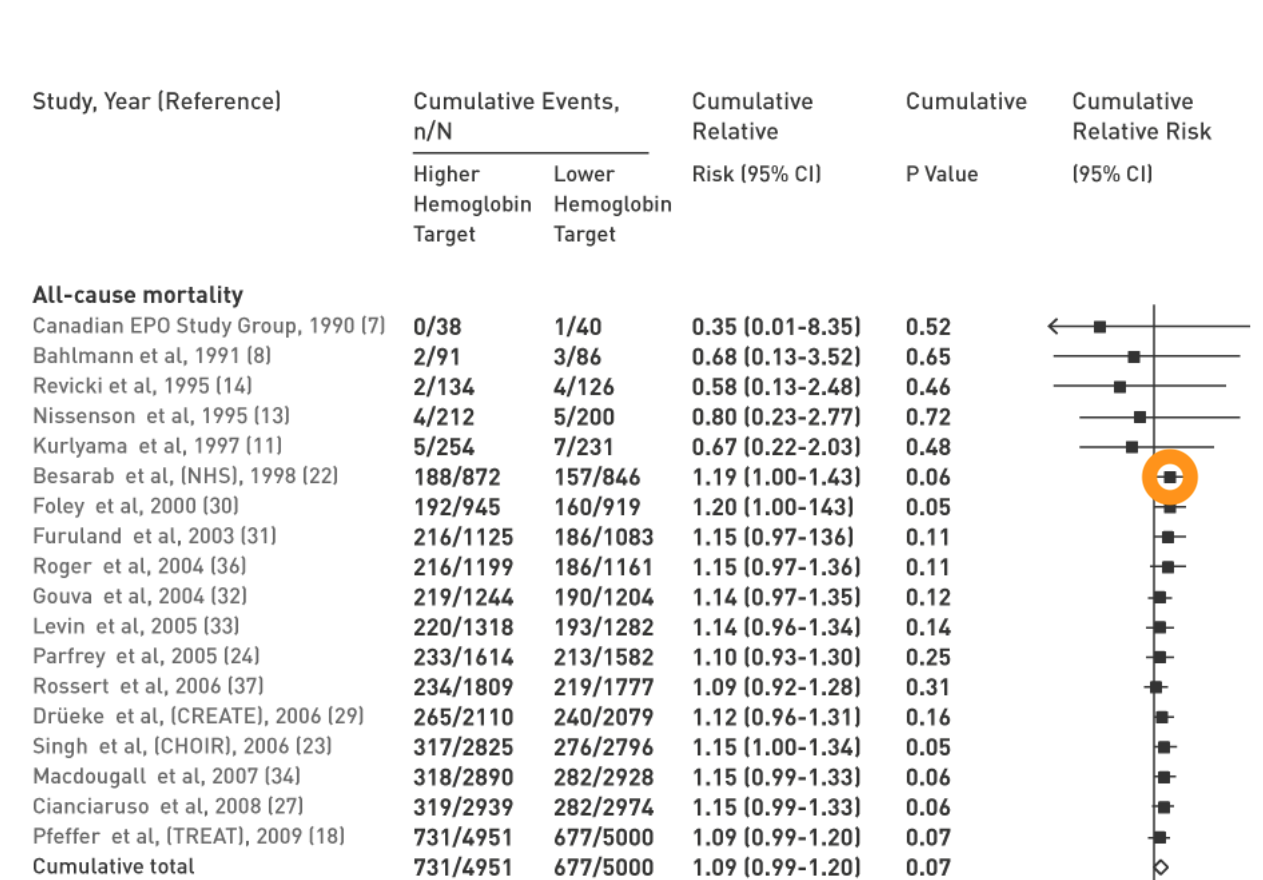 Study, Year (Reference) Cumulative Events, Cumulative Cumulative Cumulative
n/N Relative Relative Risk
Higher Lower Risk (95% CI) P Value (95% CI)
Hemoglobin Hemoglobin
Target Target
All-cause mortality
Canadian EPO Study Group, 1990 (7) 0/38 1/40 0.35 (0.01-8.35) 0.52
Bahlmann et al, 1991 (8) 2/91 3/86 0.68 (0.13-3.52) 0.65
Revicki et al, 1995 (14) 2/134 4/126 0.58 (0.13-2.48) 0.46
Nissenson et al, 1995 (13) 4/212 5/200 0.80 (0.23-2.77) 0.72
Kurlyama et al, 1997 (11) 5/254 7/231 0.67 (0.22-2.03) 0.48
Besarab et al, (NHS), 1998 (22) 188/872 157/846 1.19 (1.00-1.43) 0.06
Foley et al, 2000 (30) 192/945 160/919 1.20 (1.00-143) 0.05
Furuland et al, 2003 (31) 216/1125 186/1083 1.15 (0.97-136) 0.11
Roger et al, 2004 (36) 216/1199 186/1161 1.15 (0.97-1.36) 0.11
Gouva et al, 2004 (32) 219/1244 190/1204 1.14 (0.97-1.35) 0.12
Levin et al, 2005 (33) 220/1318 193/1282 1.14 (0.96-1.34) 0.14
Parfrey et al, 2005 (24) 233/1614 213/1582 1.10 (0.93-1.30) 0.25
Rossert et al, 2006 (37) 234/1809 219/1777 1.09 (0.92-1.28) 0.31
Drüeke et al, (CREATE), 2006 (29) 265/2110 240/2079 1.12 (0.96-1.31) 0.16
Singh et al, (CHOIR), 2006 (23) 317/2825 276/2796 1.15 (1.00-1.34) 0.05
Macdougall et al, 2007 (34) 318/2890 282/2928 1.15 (0.99-1.33) 0.06
Cianciaruso et al, 2008 (27) 319/2939 282/2974 1.15 (0.99-1.33) 0.06
Pfeffer et al, (TREAT), 2009 (18) 731/4951 677/5000 1.09 (0.99-1.20) 0.07
Cumulative total 731/4951 677/5000 1.09 (0.99-1.20) 0.07